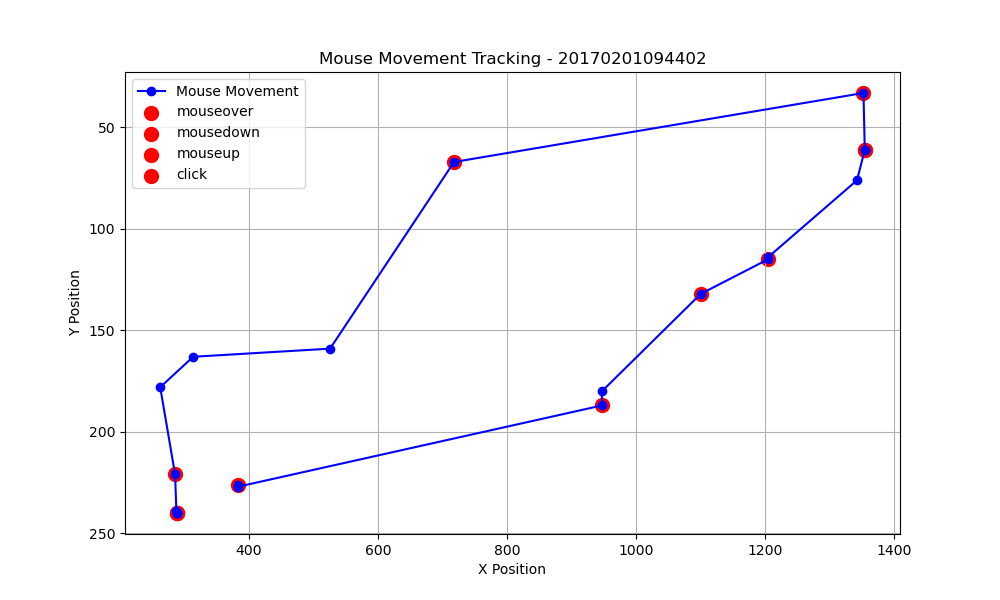 Mouse Movement Tracking - 20170201094402
Mouse Movement
mouseover
mousedown
mouseup
click
50
100
150
200
250
Y Position
400
600
800
1000
1200
1400
X Position